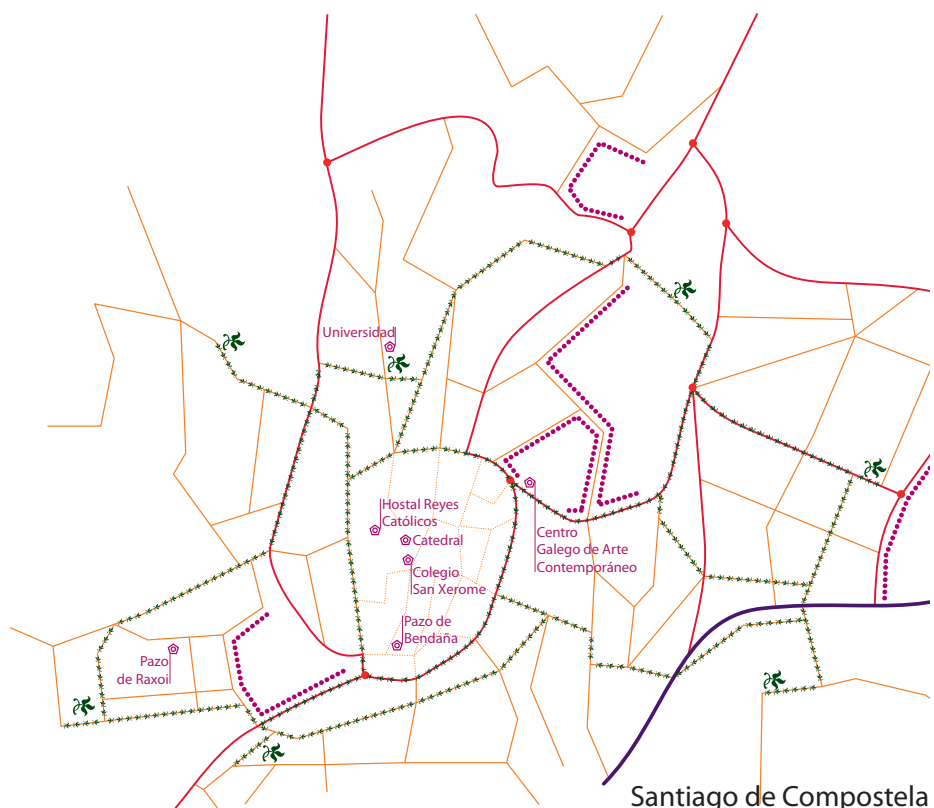 Universidad
Hostal Reyes
Católicos
Catedral
Colegio
San Xerome
Centro
Galego de Arte
Contemporáneo
Pazo de
Bendaña
Pazo
de Raxoi
Santiago de Compostela